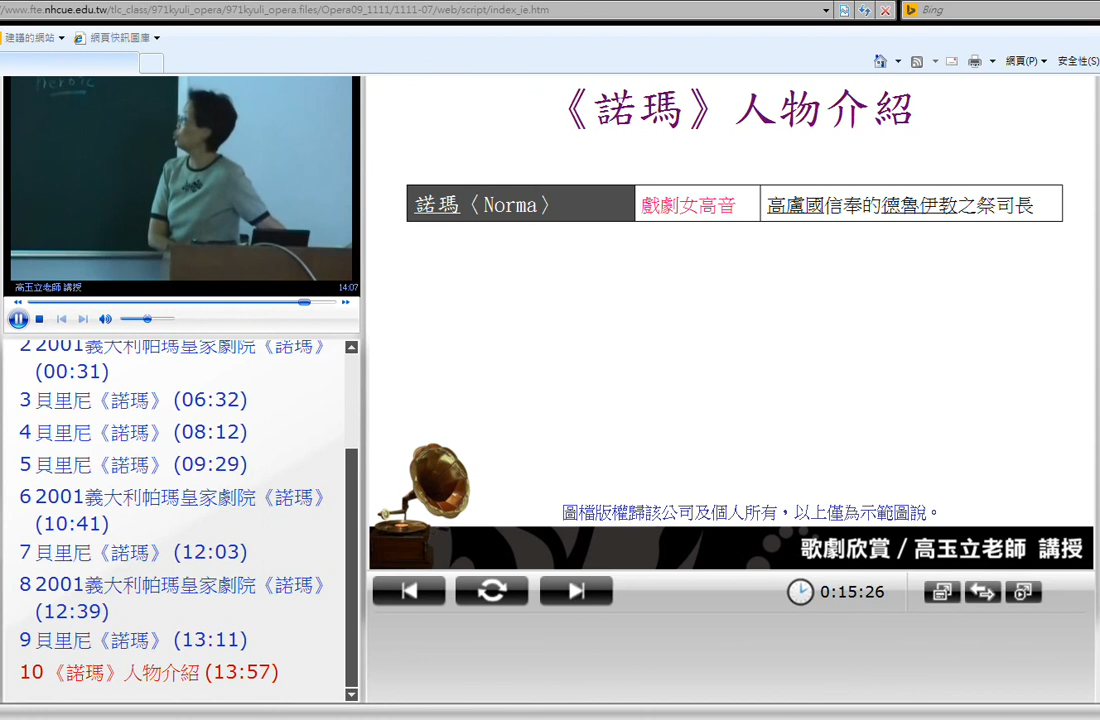 /www.fte.nhcue.edu.tw/tlc_class/971kyuli_opera/971kyuli_opera.files/Opera09_1111/1111-07/web/script/index_ie.htm
Bing
建議的網站 網頁快訊圖庫
網頁(P) 安全性(S)
heroic
高玉立老師 講授 14:07
2 2001義大利帕瑪皇家劇院《諾瑪》
(00:31)
3 貝里尼《諾瑪》 (06:32)
4 貝里尼《諾瑪》 (08:12)
5 貝里尼《諾瑪》 (09:29)
6 2001義大利帕瑪皇家劇院《諾瑪》
(10:41)
7 貝里尼《諾瑪》 (12:03)
8 2001義大利帕瑪皇家劇院《諾瑪》
(12:39)
9 貝里尼《諾瑪》 (13:11)
10 《諾瑪》人物介紹 (13:57)
《諾瑪》人物介紹
諾瑪〈Norma〉 戲劇女高音 高盧國信奉的德魯伊教之祭司長
圖檔版權歸該公司及個人所有，以上僅為示範圖說。
歌劇欣賞 / 高玉立老師 講授
0:15:26